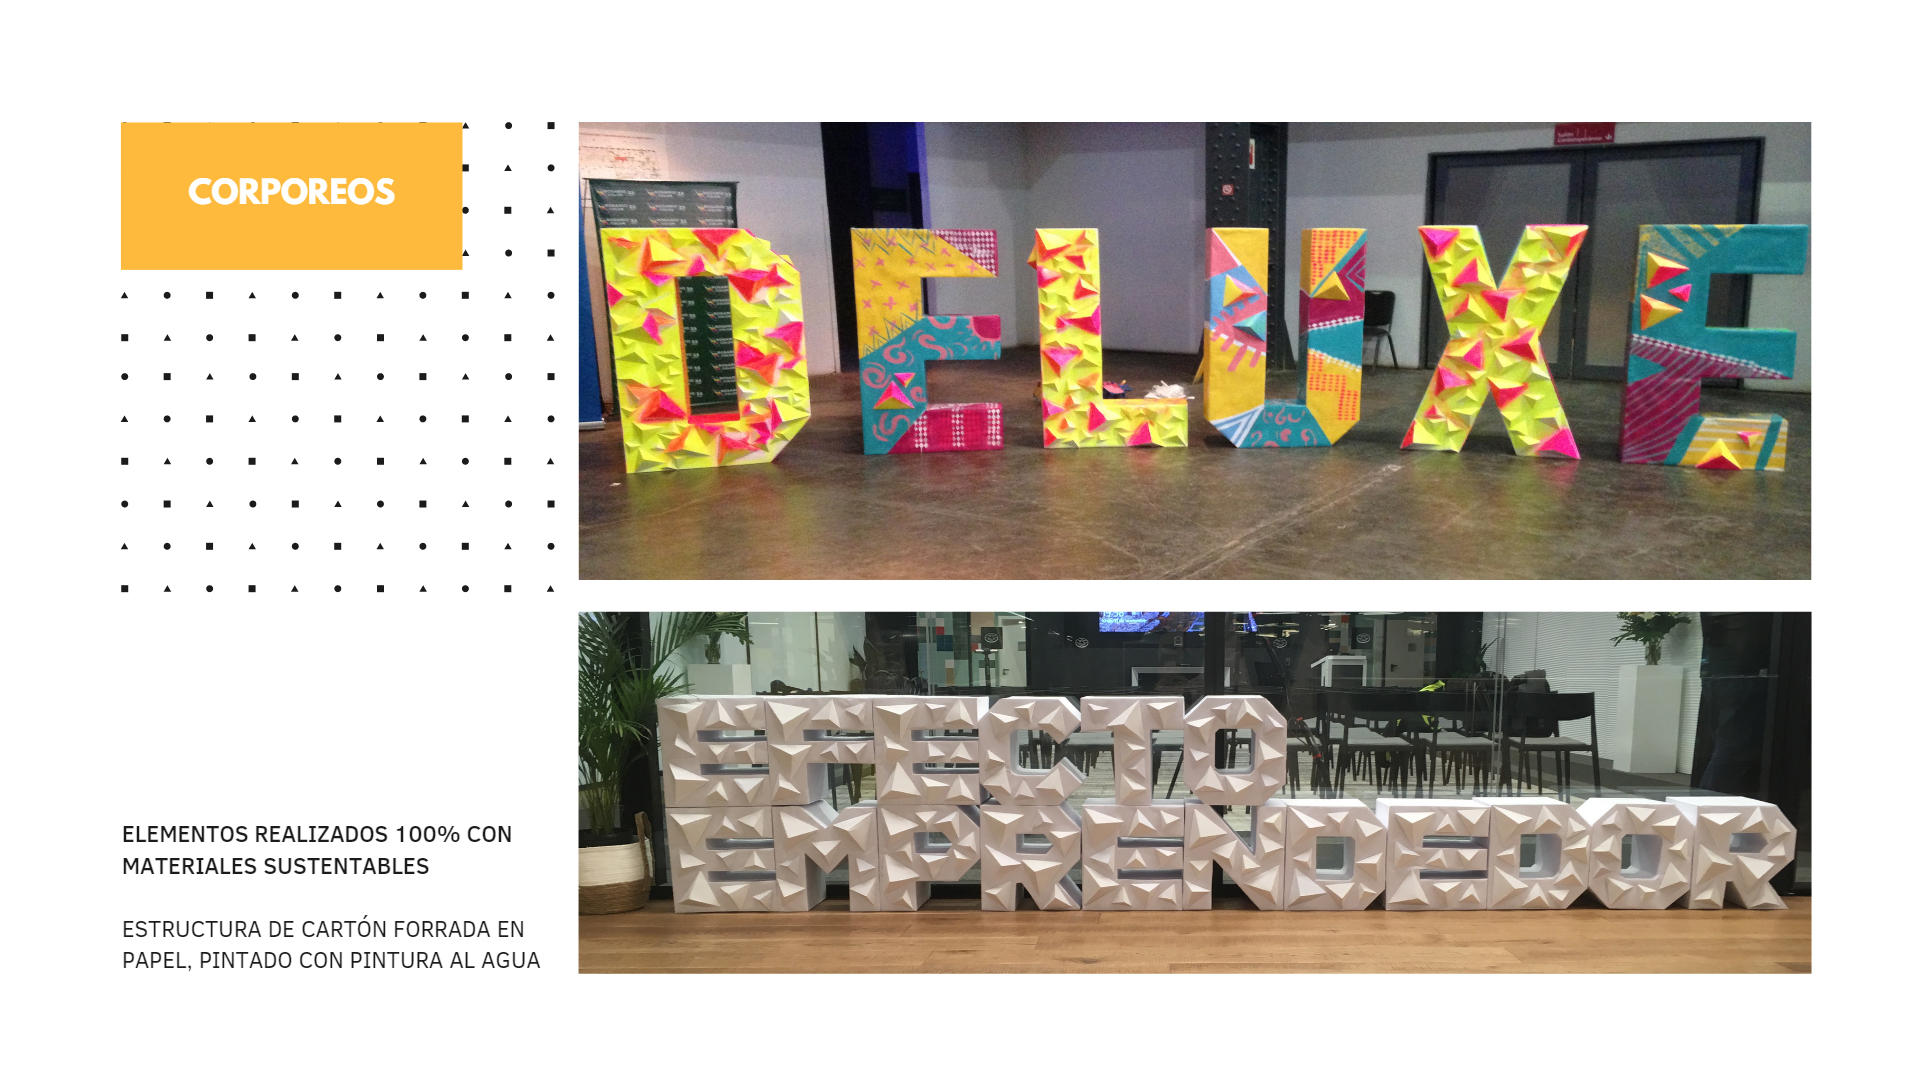 CORPOREOS
DELUXE
EFECTO
EMPRENDEDOR
ELEMENTOS REALIZADOS 100% CON
MATERIALES SUSTENTABLES
ESTRUCTURA DE CARTÓN FORRADA EN
PAPEL, PINTADO CON PINTURA AL AGUA